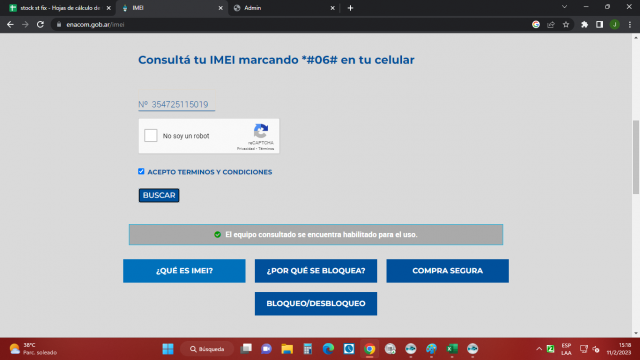 stock st fix - Hojas de cálculo de
IMEI
Admin
enacom.gob.ar/imei
J
Consultá tu IMEI marcando *#06# en tu celular
Nº 354725115019
No soy un robot
reCAPTCHA
Privacidad - Términos
ACEPTO TERMINOS Y CONDICIONES
BUSCAR
El equipo consultado se encuentra habilitado para el uso.
¿QUÉ ES IMEI?
¿POR QUÉ SE BLOQUEA?
COMPRA SEGURA
BLOQUEO/DESBLOQUEO
38°C
Parc. soleado
Búsqueda
ESP
LAA
15:18
11/2/2023